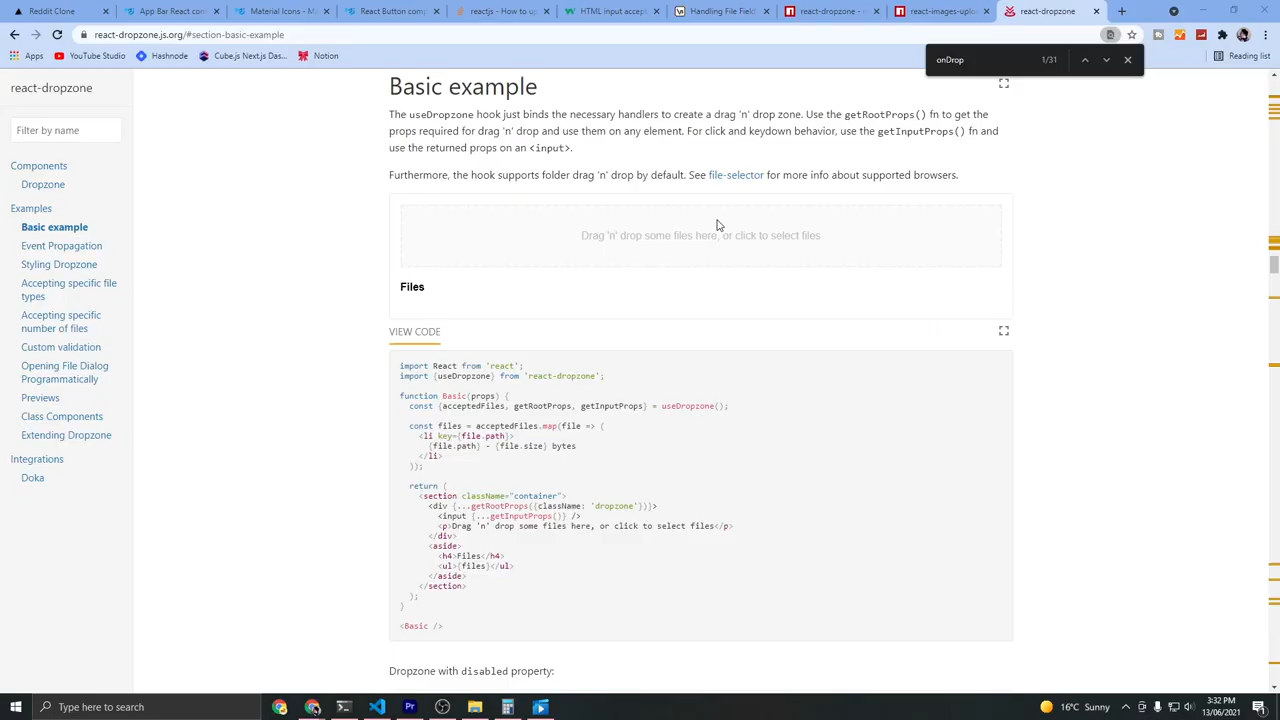 Reddit Clone
App Bar React con
Material Icons - M
React Button comp
reactjs - How to us
HTML input accept
Handling File Field
react-dropzone - n
react-images-uploa
react-dropzone
react-dropzone.js.org/#section-basic-example
Apps
YouTube Studio
Hashnode
Cube.js Next.js Das...
Notion
Reading list
onDrop
1/31
react-dropzone
Filter by name
Components
Dropzone
Examples
Basic example
Event Propagation
Styling Dropzone
Accepting specific file
types
Accepting specific
number of files
Custom validation
Opening File Dialog
Programmatically
Previews
Class Components
Extending Dropzone
Integrations
Doka
Basic example
The useDropzone hook just binds the necessary handlers to create a drag 'n' drop zone. Use the getRootProps() fn to get the
props required for drag 'n' drop and use them on any element. For click and keydown behavior, use the getInputProps() fn and
use the returned props on an <input>.
Furthermore, the hook supports folder drag 'n' drop by default. See file-selector for more info about supported browsers.
Drag 'n' drop some files here, or click to select files
Files
VIEW CODE
import React from 'react';
import {useDropzone} from 'react-dropzone';
function Basic(props) {
const {acceptedFiles, getRootProps, getInputProps} = useDropzone();
const files = acceptedFiles.map(file => (
<li key={file.path}>
{file.path} - {file.size} bytes
</li>
));
return (
<section className="container">
<div {...getRootProps({className: 'dropzone'})}>
<input {...getInputProps()} />
<p>Drag 'n' drop some files here, or click to select files</p>
</div>
<aside>
<h4>Files</h4>
<ul>{files}</ul>
</aside>
</section>
);
}
<Basic />
Dropzone with disabled property:
Type here to search
16°C Sunny
3:32 PM
13/06/2021